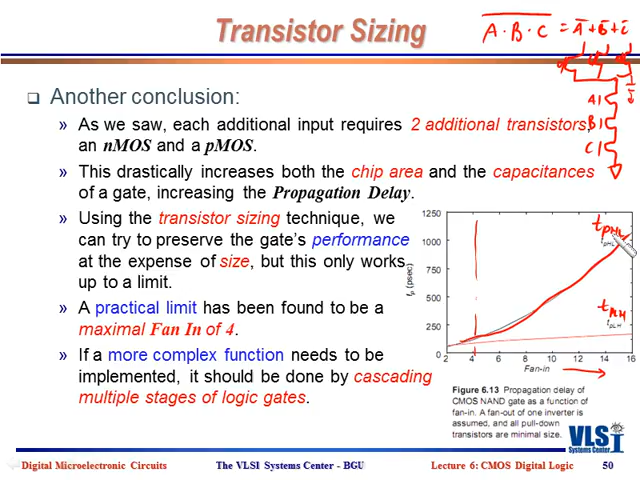 Transistor Sizing
A · B · C = A + B + C
❑ Another conclusion:
» As we saw, each additional input requires 2 additional transistors,
an nMOS and a pMOS.
» This drastically increases both the chip area and the capacitances
of a gate, increasing the Propagation Delay.
» Using the transistor sizing technique, we
can try to preserve the gate's performance
at the expense of size, but this only works
up to a limit.
» A practical limit has been found to be a
maximal Fan In of 4.
» If a more complex function needs to be
implemented, it should be done by cascading
multiple stages of logic gates.
A
B
C
1250
1000
750
500
250
0
tp (psec)
2 4 6 8 10 12 14 16
Fan-in
tpHL
tpHL
tpLH
tpLH
Figure 6.13 Propagation delay of
CMOS NAND gate as a function of
fan-in. A fan-out of one inverter is
assumed, and all pull-down
transistors are minimal size.
VLSI
Systems Center
Digital Microelectronic Circuits
The VLSI Systems Center - BGU
Lecture 6: CMOS Digital Logic
50